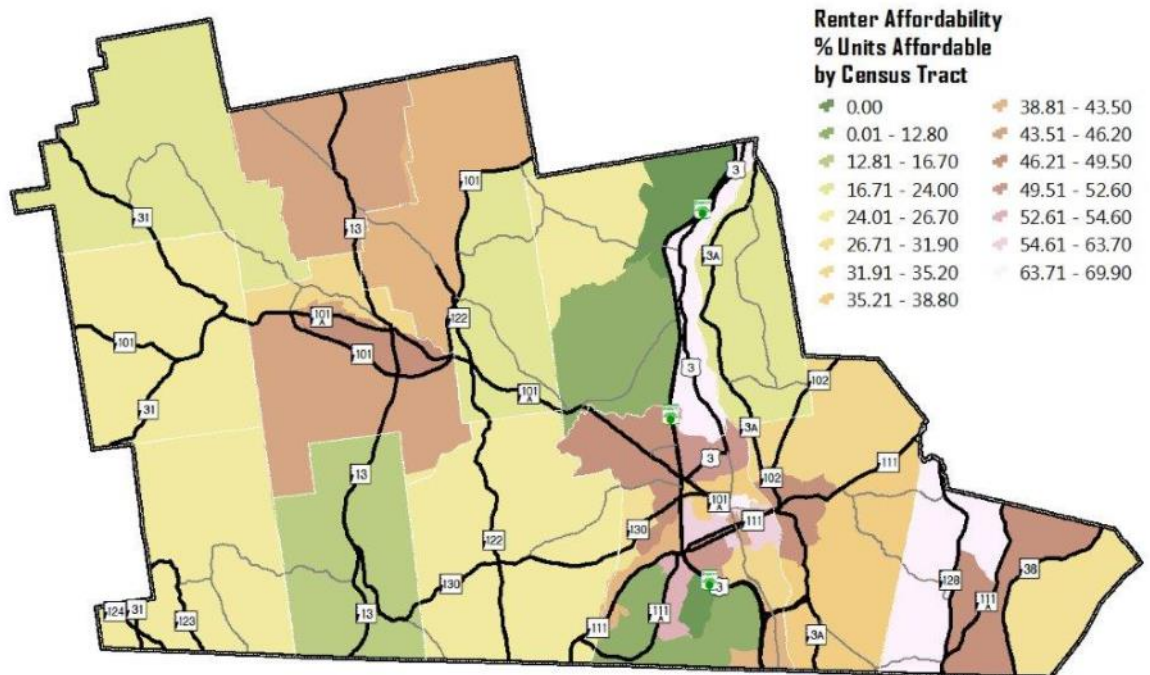 Renter Affordability
% Units Affordable
by Census Tract
0.00
0.01 - 12.80
12.81 - 16.70
16.71 - 24.00
24.01 - 26.70
26.71 - 31.90
31.91 - 35.20
35.21 - 38.80
38.81 - 43.50
43.51 - 46.20
46.21 - 49.50
49.51 - 52.60
52.61 - 54.60
54.61 - 63.70
63.71 - 69.90
3
101
31
13
3A
101
A
122
101
101
3
102
31
101
A
3A
3
111
13
102
101
A
111
130
122
128
38
130
124
31
123
13
111
111
A
3
3A
111
A